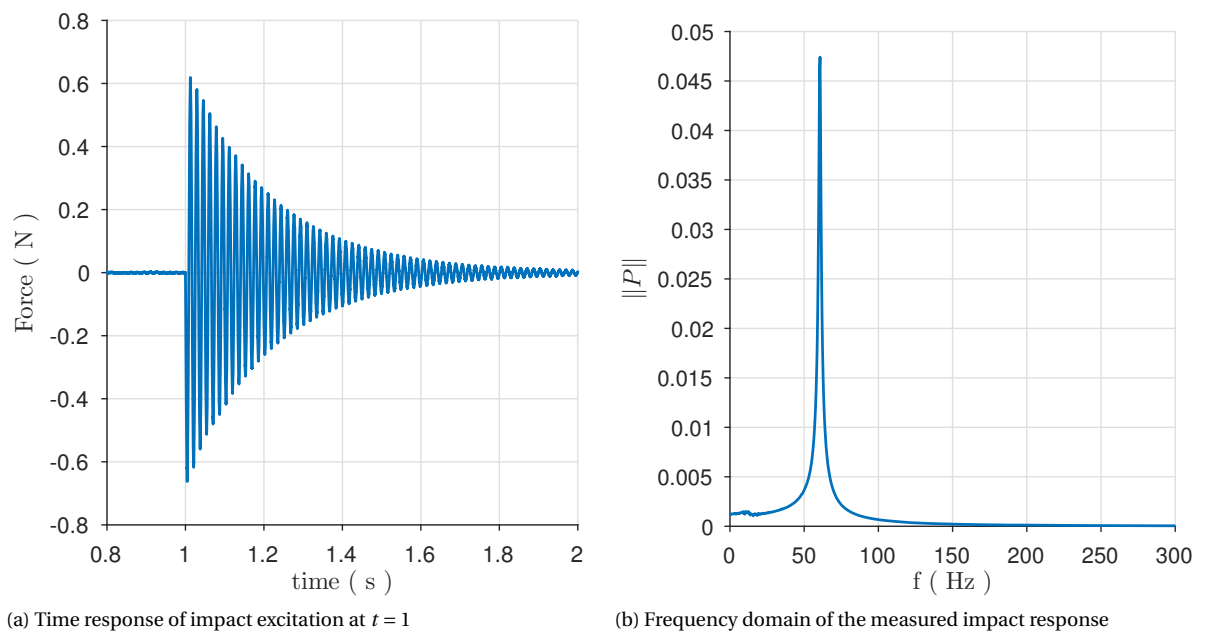 0.8
0.6
0.4
0.2
0
-0.2
-0.4
-0.6
-0.8
Force ( N )
0.8 1 1.2 1.4 1.6 1.8 2
time ( s )
(a) Time response of impact excitation at t = 1
0.05
0.045
0.04
0.035
0.03
0.025
0.02
0.015
0.01
0.005
0
||P||
0 50 100 150 200 250 300
f ( Hz )
(b) Frequency domain of the measured impact response